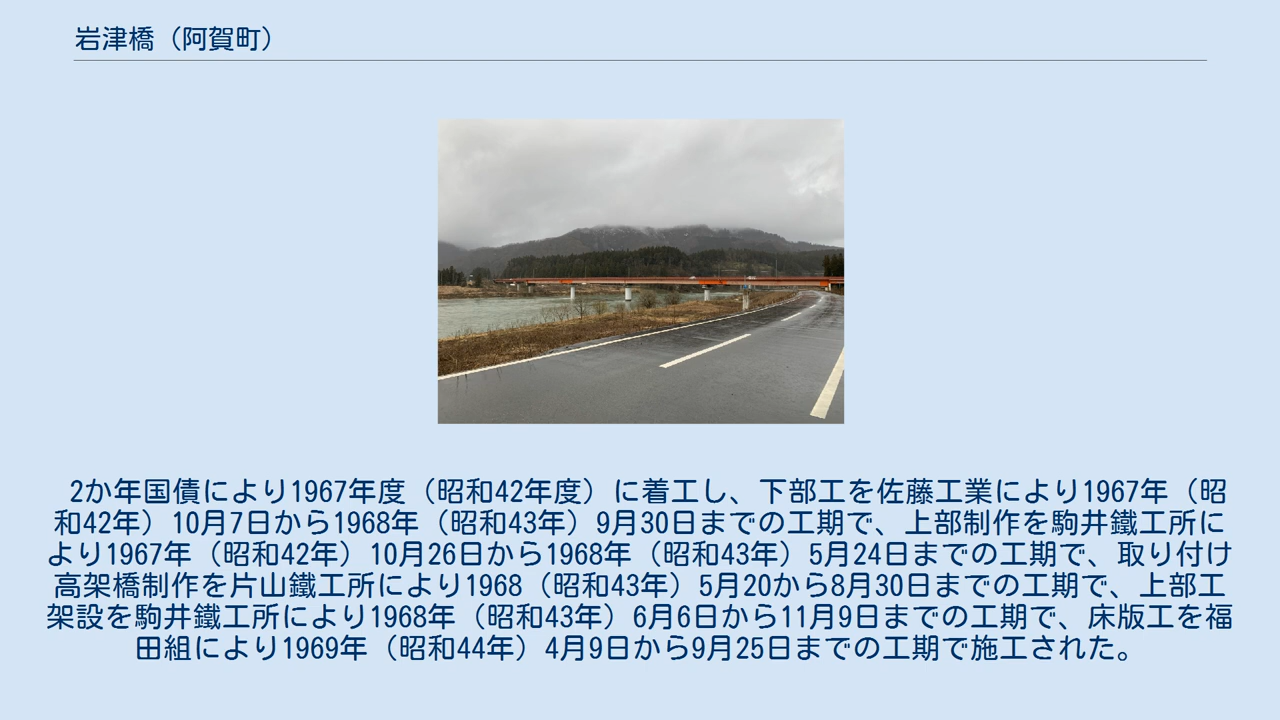 岩津橋（阿賀町）
2か年国債により1967年度（昭和42年度）に着工し、下部工を佐藤工業により1967年（昭
和42年）10月7日から1968年（昭和43年）9月30日までの工期で、上部制作を駒井鐵工所に
より1967年（昭和42年）10月26日から1968年（昭和43年）5月24日までの工期で、取り付け
高架橋制作を片山鐵工所により1968（昭和43年）5月20から8月30日までの工期で、上部工
架設を駒井鐵工所により1968年（昭和43年）6月6日から11月9日までの工期で、床版工を福
田組により1969年（昭和44年）4月9日から9月25日までの工期で施工された。